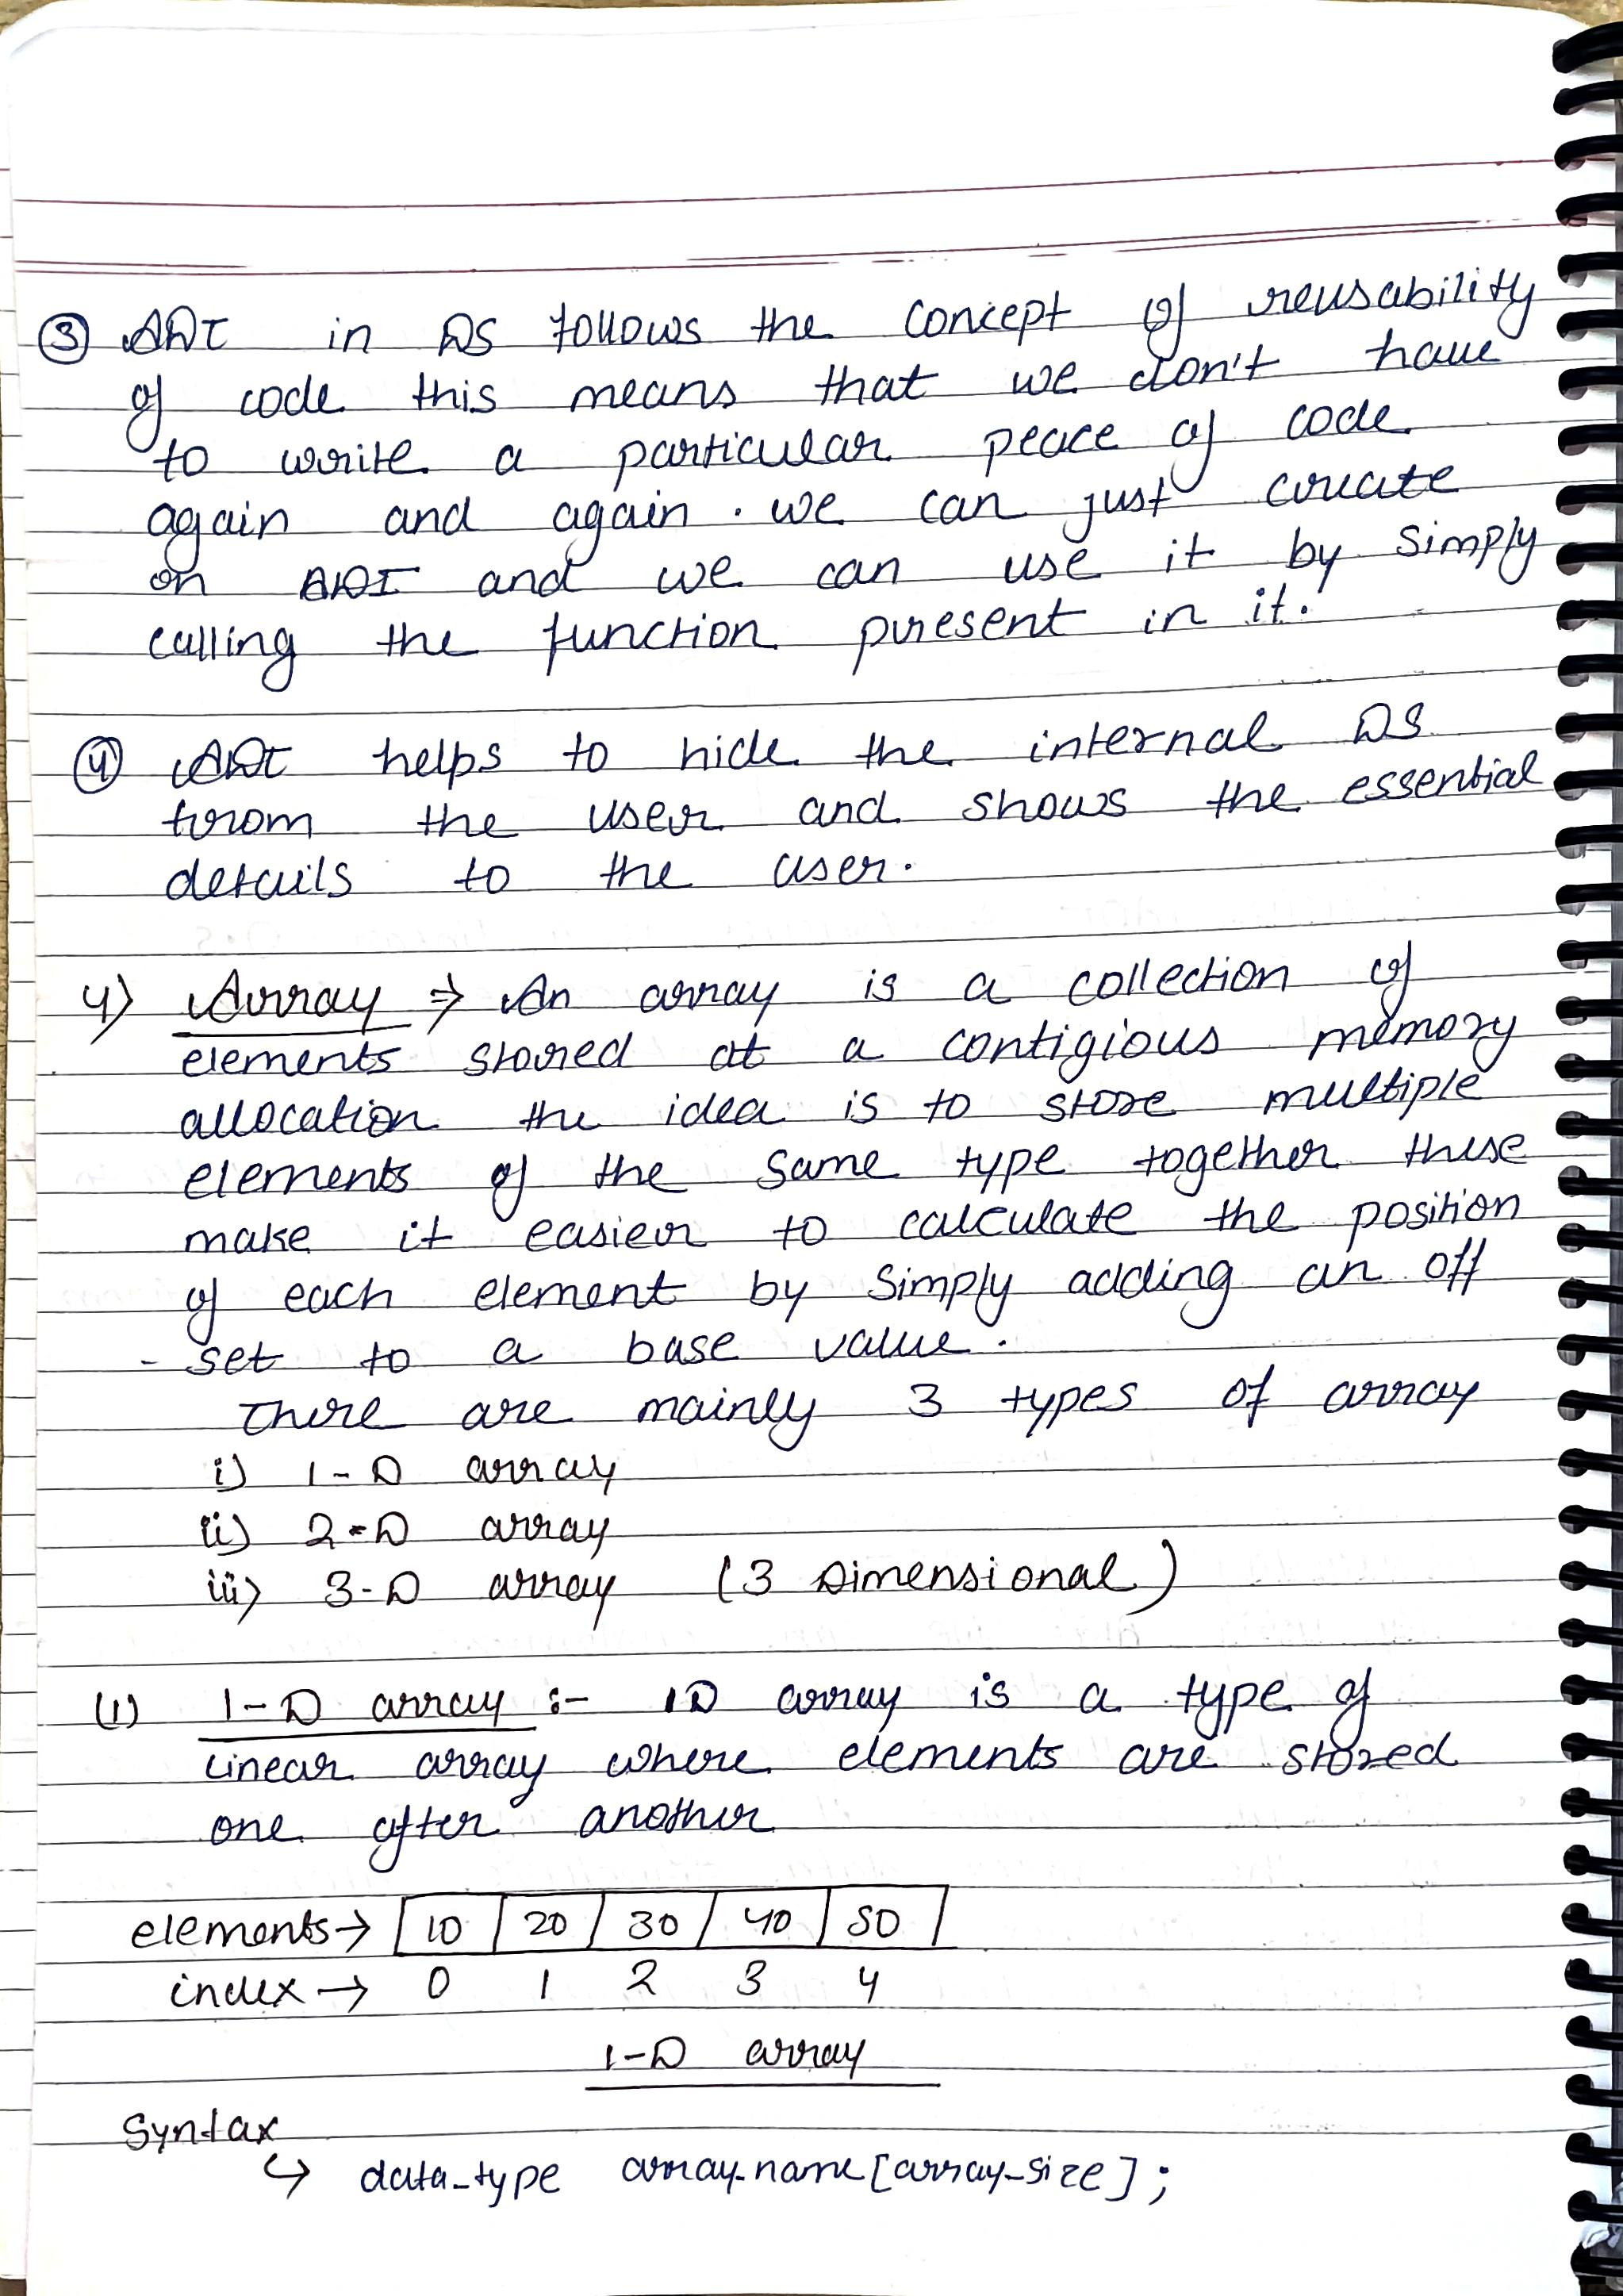 ③ ADT in DS follows the concept of reusability
of code this means that we don't have
to write a particular peace of code
again and again. we can just create
on ADT and we can use it by simply
calling the function present in it.
④ ADT helps to hide the internal DS
from the user and shows the essential
details to the user.
4) Array ⇒ An array is a collection of
elements stored at a contigious memory
allocation the idea is to store multiple
elements of the same type together these
make it easier to calculate the position
of each element by simply adding an off
- set to a base value.
There are mainly 3 types of array
i) 1-D array
ii) 2-D array
iii) 3-D array (3 Dimensional)
(1) 1-D array :- 1D array is a type of
linear array where elements are stored
one after another
elements → 10 20 30 40 50
index → 0 1 2 3 4
1-D array
Syntax
↪ data_type array-name[array-size];